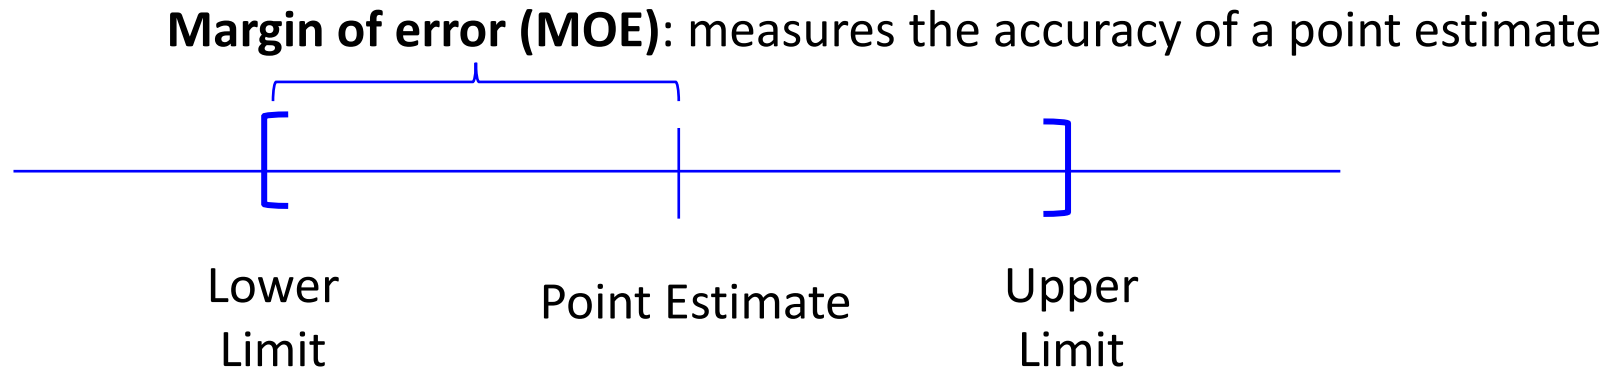 Margin of error (MOE): measures the accuracy of a point estimate
Lower
Limit
Point Estimate
Upper
Limit